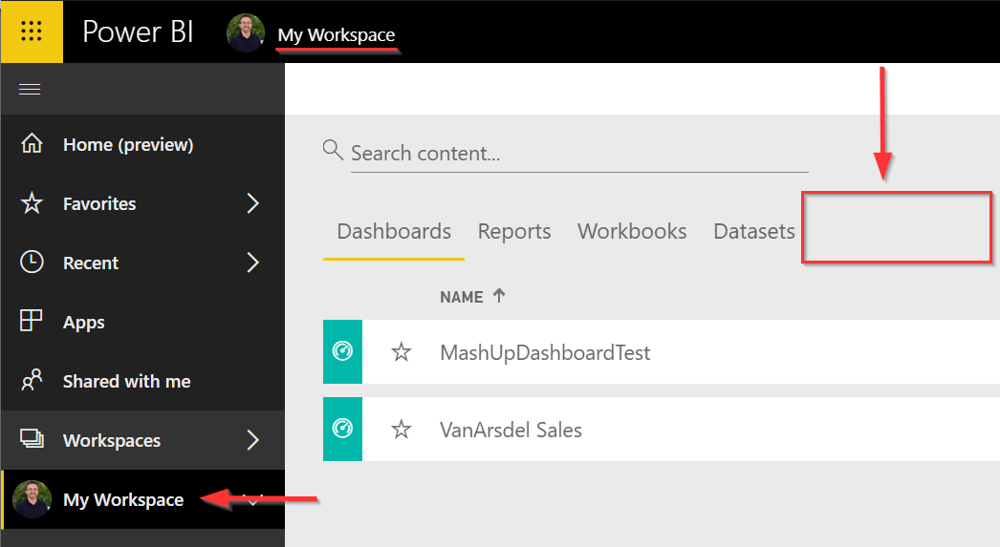 Power BI My Workspace
Home (preview)
Favorites
Recent
Apps
Shared with me
Workspaces
My Workspace
Search content...
Dashboards Reports Workbooks Datasets
NAME
MashUpDashboardTest
VanArsdel Sales